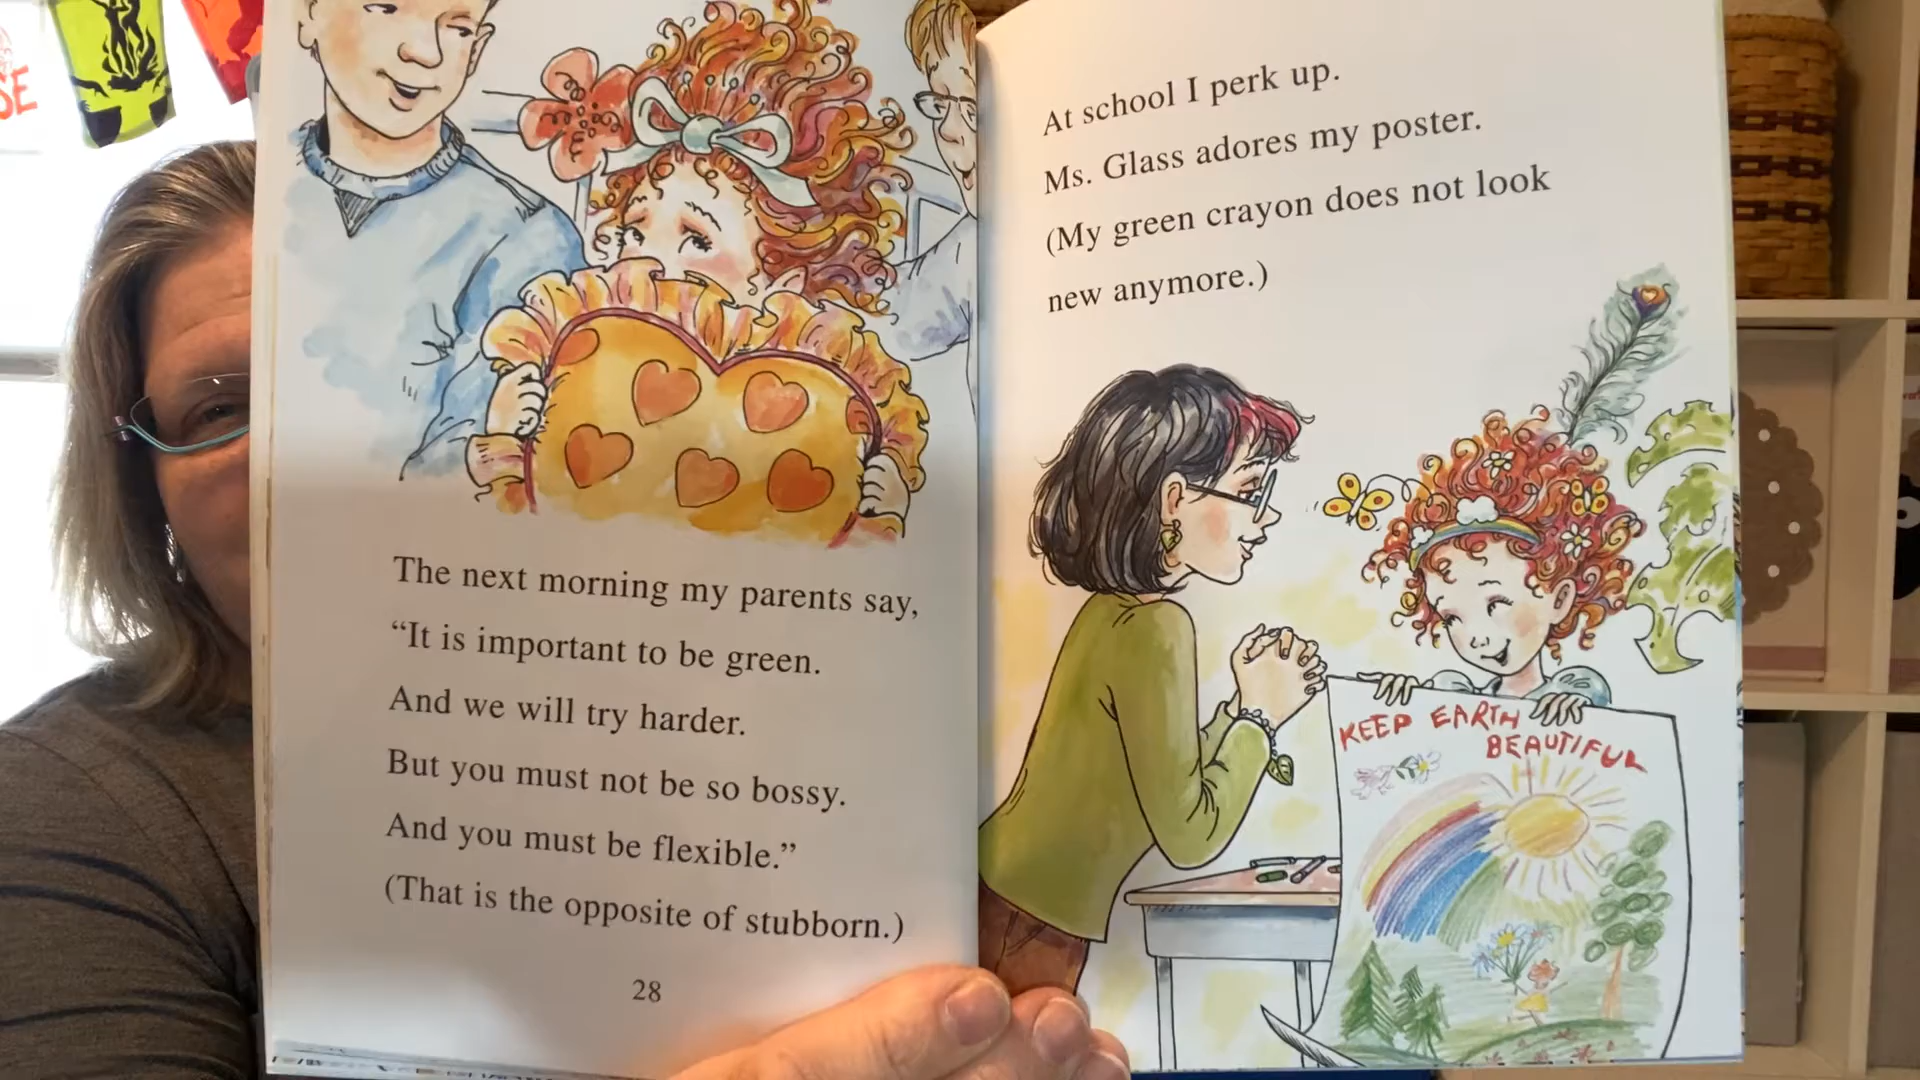 SE
The next morning my parents say,
“It is important to be green.
And we will try harder.
But you must not be so bossy.
And you must be flexible.”
(That is the opposite of stubborn.)
28
At school I perk up.
Ms. Glass adores my poster.
(My green crayon does not look
new anymore.)
KEEP EARTH
BEAUTIFUL